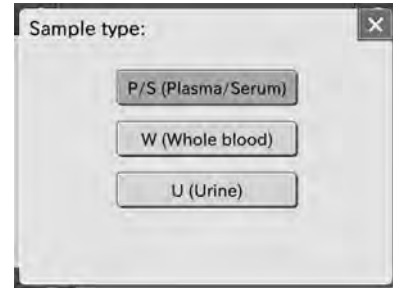 Sample type:
P/S (Plasma/Serum)
W (Whole blood)
U (Urine)